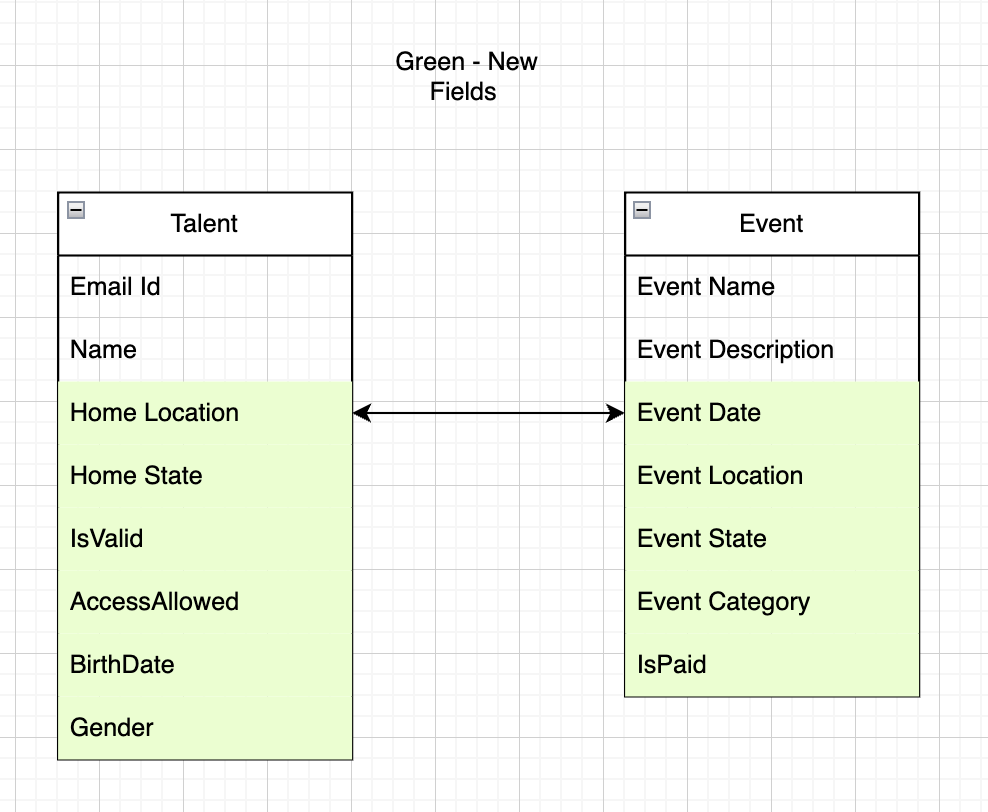 Green - New
Fields
Talent
Email Id
Name
Home Location
Home State
IsValid
AccessAllowed
BirthDate
Gender
Event
Event Name
Event Description
Event Date
Event Location
Event State
Event Category
IsPaid